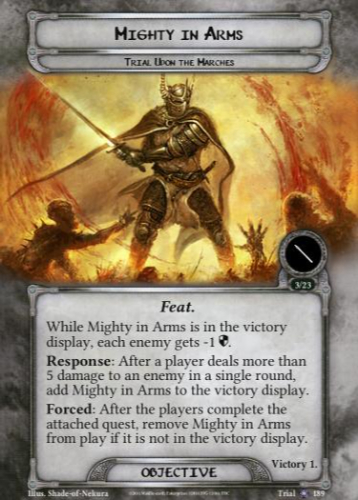 MIGHTY IN ARMS
TRIAL UPON THE MARCHES
3/23
Feat.
While Mighty in Arms is in the victory
display, each enemy gets -1
Response: After a player deals more than
5 damage to an enemy in a single round,
add Mighty in Arms to the victory display.
Forced: After the players complete the
attached quest, remove Mighty in Arms
from play if it is not in the victory display.
Victory 1.
OBJECTIVE
Illus. Shade-of-Nekura
Trial 189